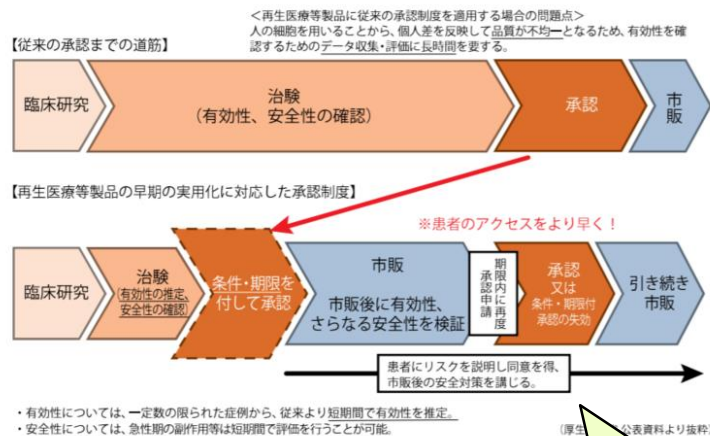 <再生医療等製品に従来の承認制度を適用する場合の問題点>
人の細胞を用いることから、個人差を反映して品質が不均一となるため、有効性を確
認するためのデータ収集・評価に長時間を要する。
【従来の承認までの道筋】
臨床研究
治験
(有効性、安全性の確認)
承認
市
販
【再生医療等製品の早期の実用化に対応した承認制度】
※患者のアクセスをより早く!
臨床研究
治験
(有効性の推定、
安全性の確認)
条件・期限を
付して承認
市販
市販後に有効性、
さらなる安全性を検証
期限内に再度
承認申請
承認
又は
条件・期限付
承認の失効
引き続き
市販
患者にリスクを説明し同意を得、
市販後の安全対策を講じる。
・有効性については、一定数の限られた症例から、従来より短期間で有効性を推定。
・安全性については、急性期の副作用等は短期間で評価を行うことが可能。
(厚生 公表資料より抜粋)